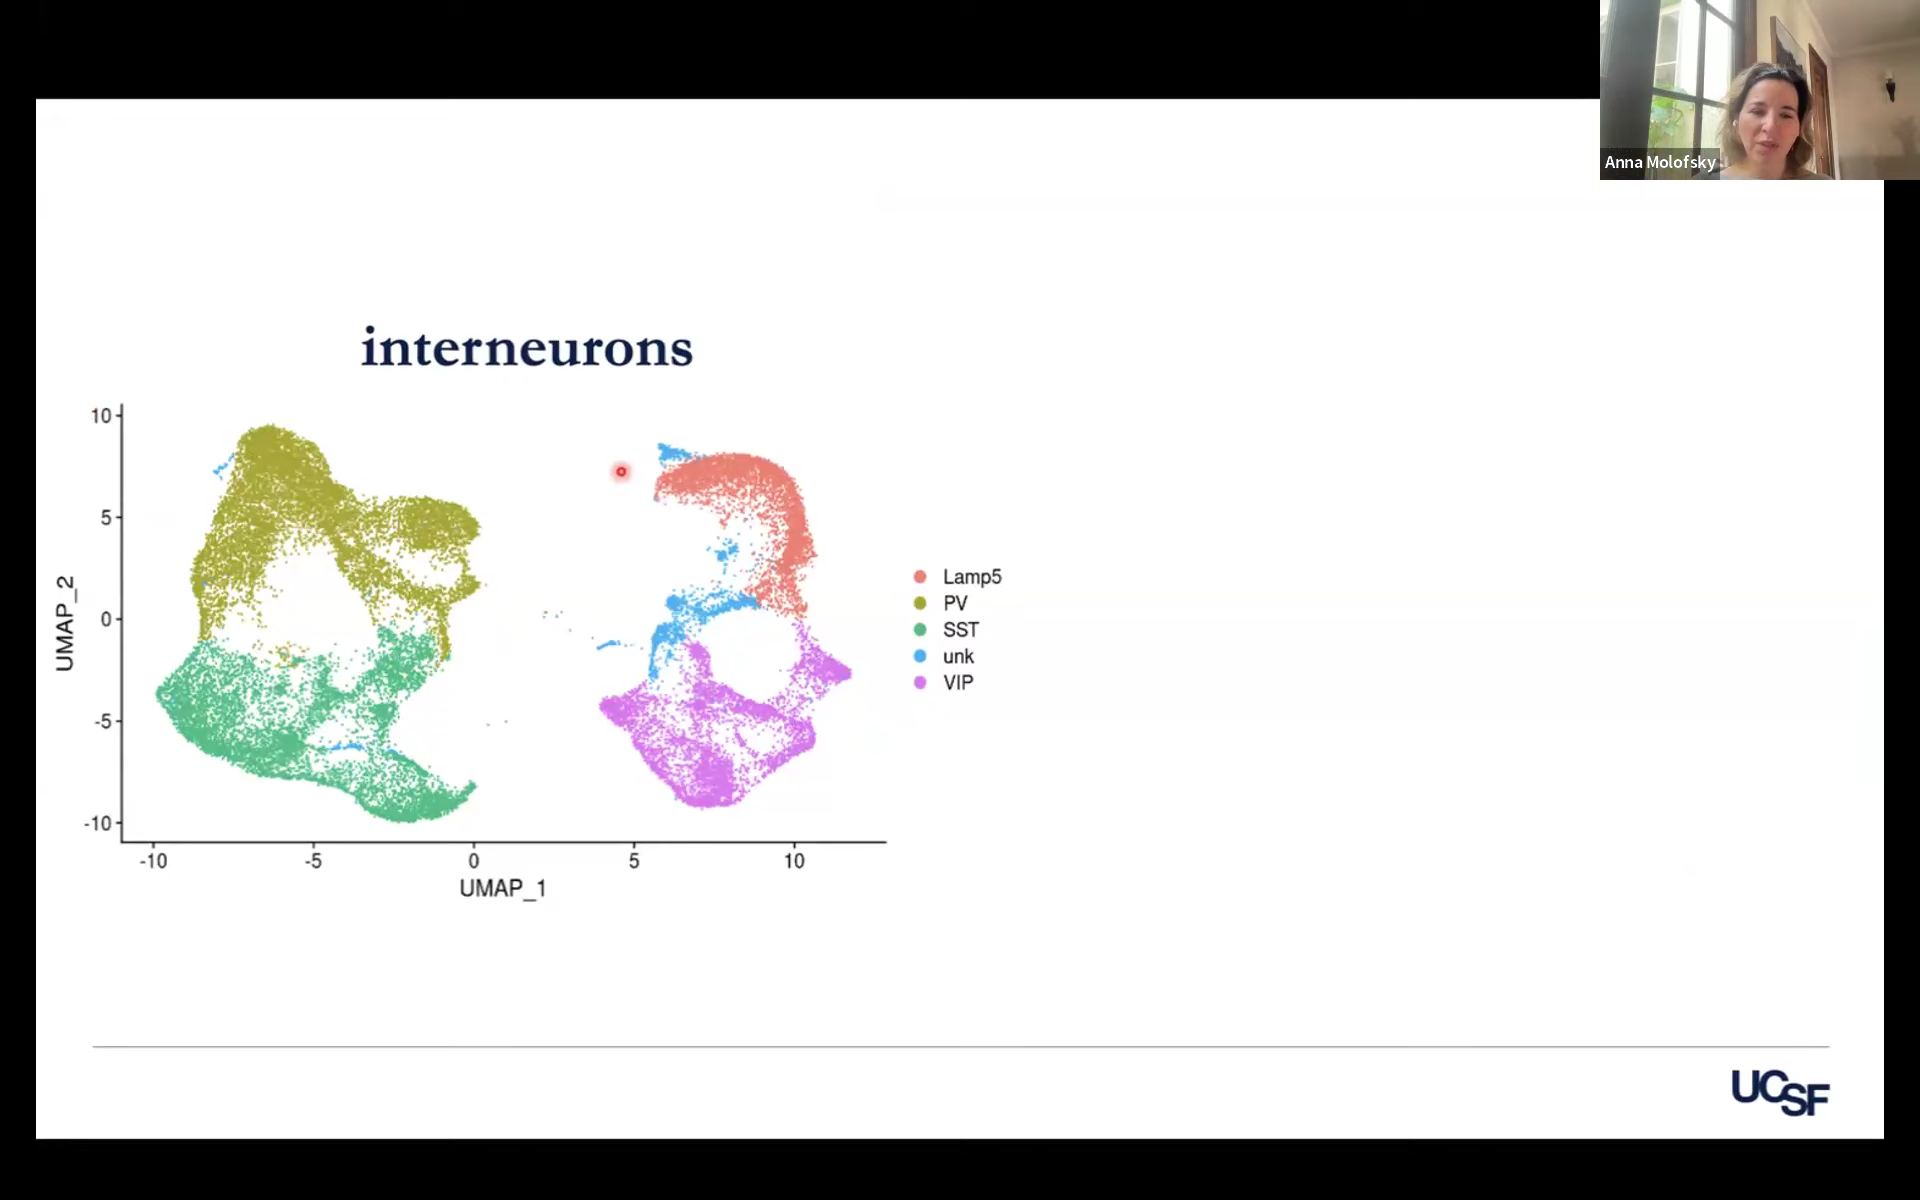 Anna Molofsky
interneurons
10
5
0
-5
-10
UMAP_2
-10
-5
0
5
10
UMAP_1
Lamp5
PV
SST
unk
VIP
UCSF